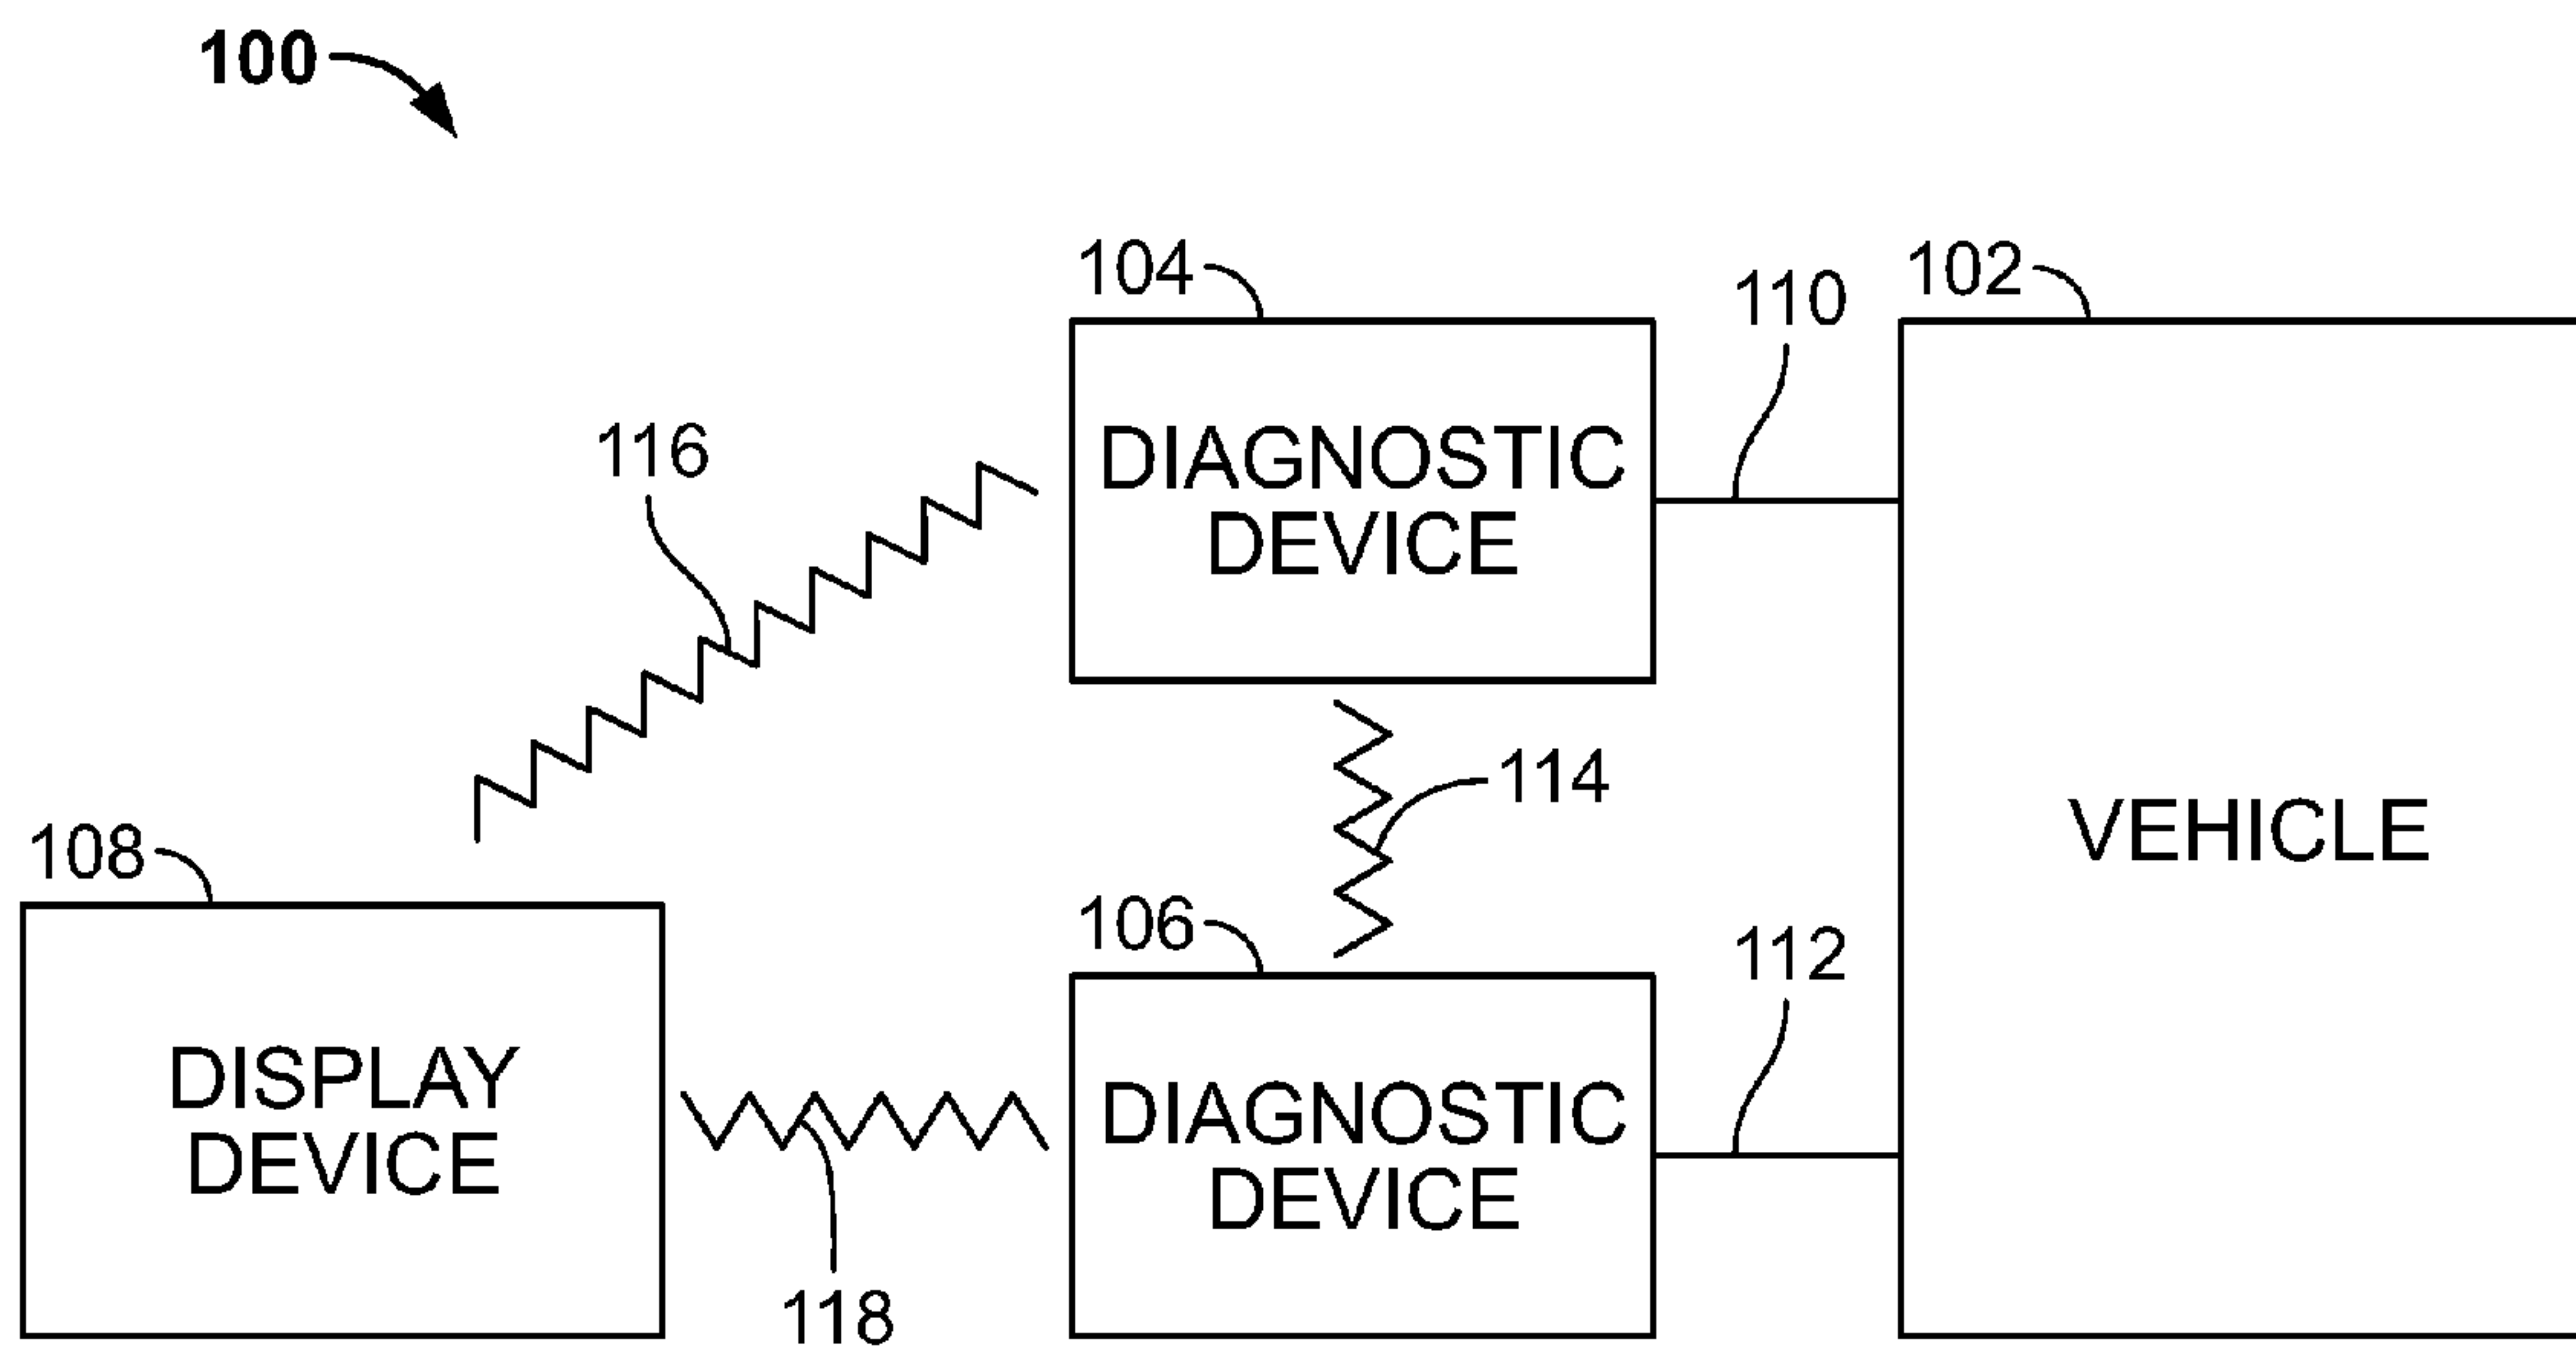 100
104
110
102
116
DIAGNOSTIC
DEVICE
114
VEHICLE
108
106
112
DISPLAY
DEVICE
DIAGNOSTIC
DEVICE
118